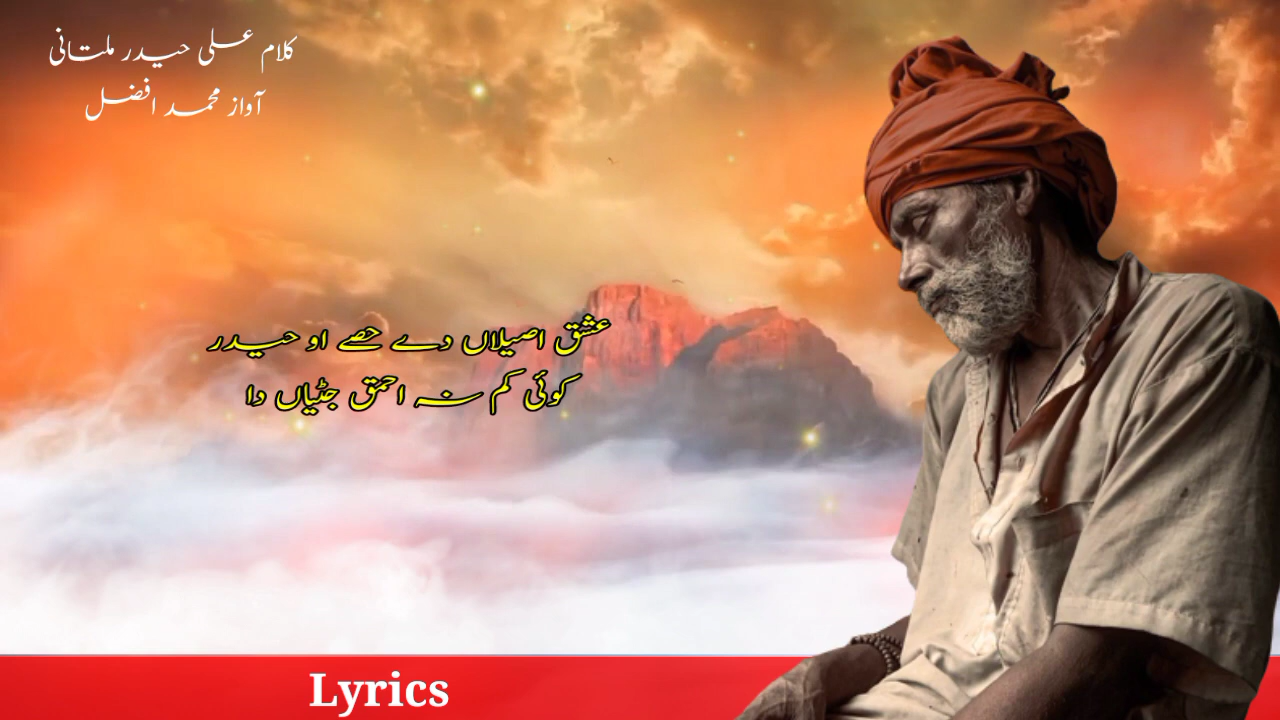 کلام علی حیدر ملتانی
آواز محمد افضل
عشق اصیلاں دے حصے او حیدر
کوئی کم نہ احمق جٹیاں دا
Lyrics